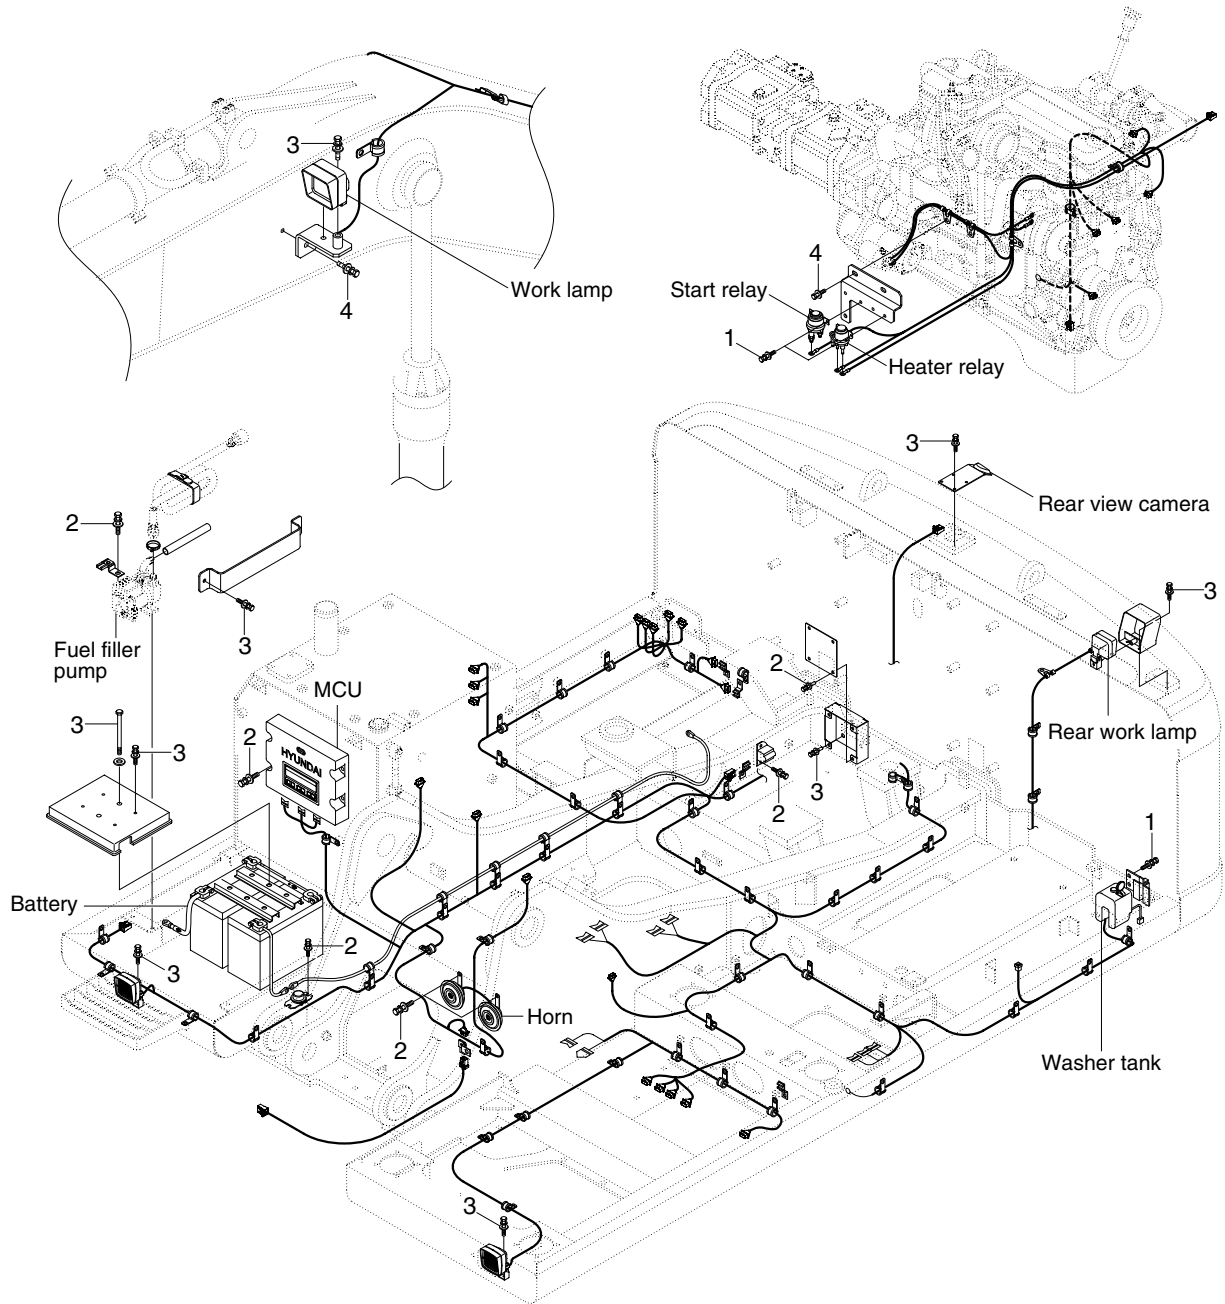 3
Work lamp
4
4
Start relay
1
Heater relay
3
Rear view camera
2
3
3
Fuel filler
pump
MCU
2
3
3
2
HYUNDAI
Rear work lamp
3
2
1
Battery
2
3
Horn
2
Washer tank
3